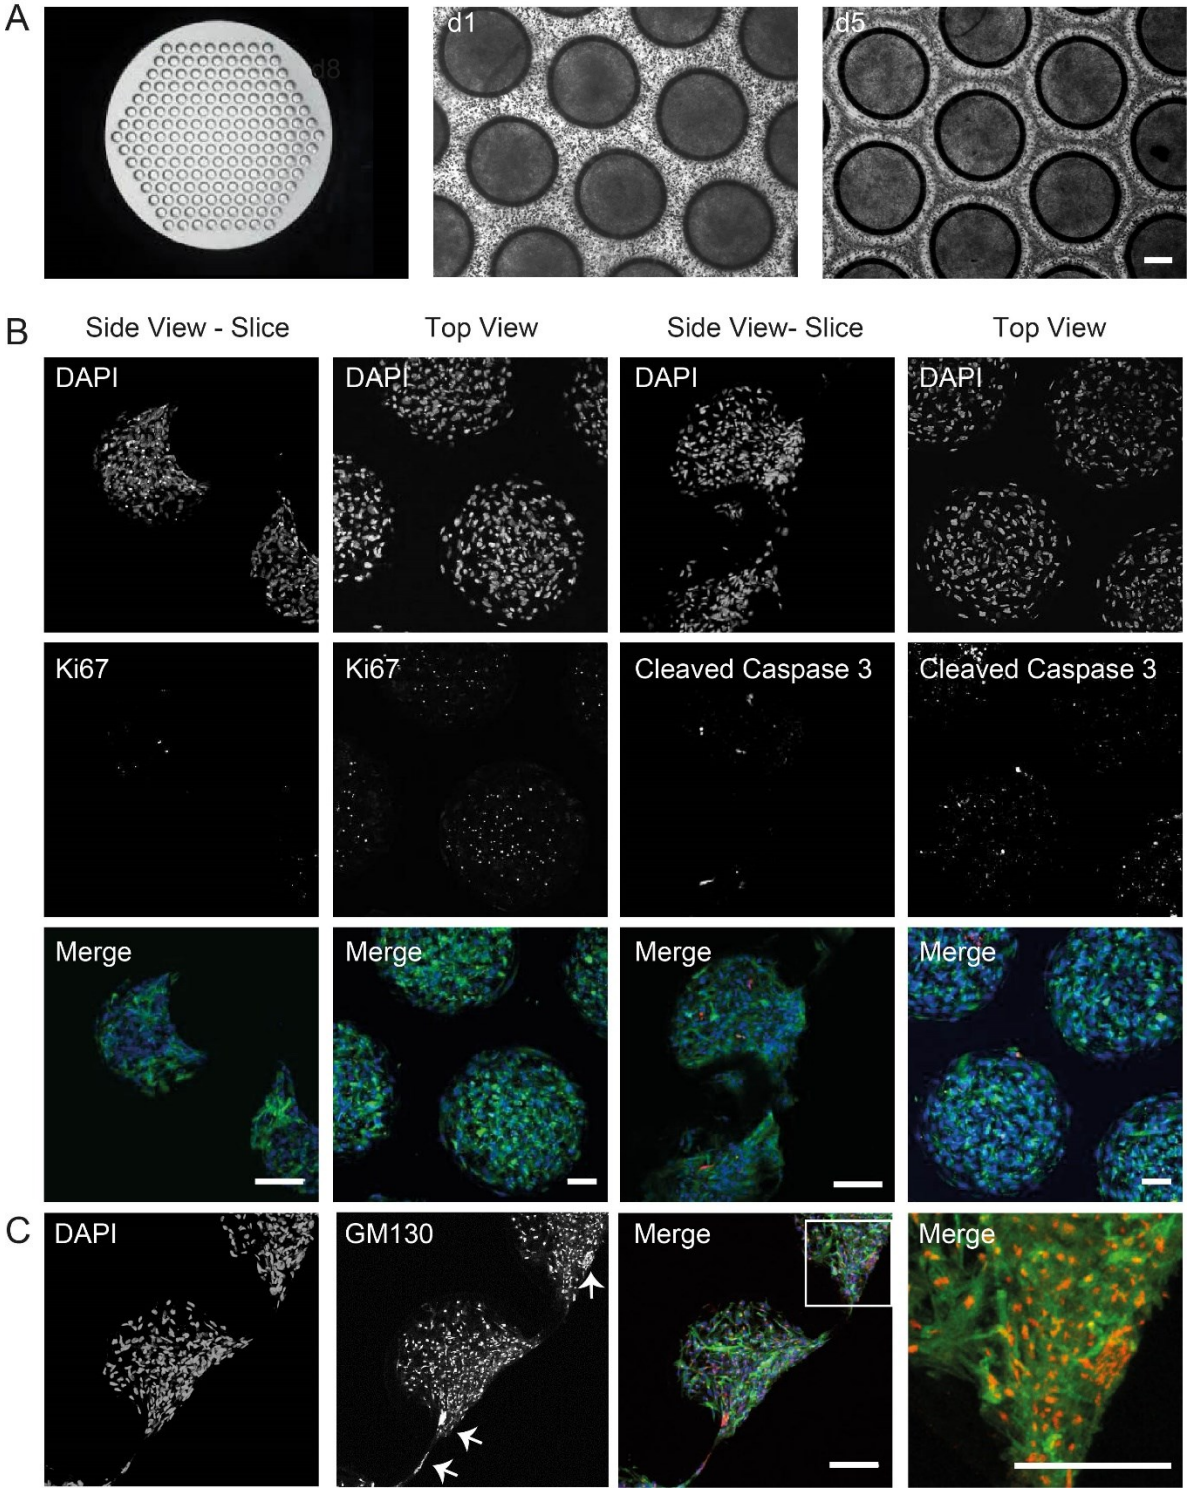 A
d8
d1
d5
B
Side View - Slice
Top View
Side View- Slice
Top View
DAPI
DAPI
DAPI
DAPI
Ki67
Ki67
Cleaved Caspase 3
Cleaved Caspase 3
Merge
Merge
Merge
Merge
C
DAPI
GM130
Merge
Merge